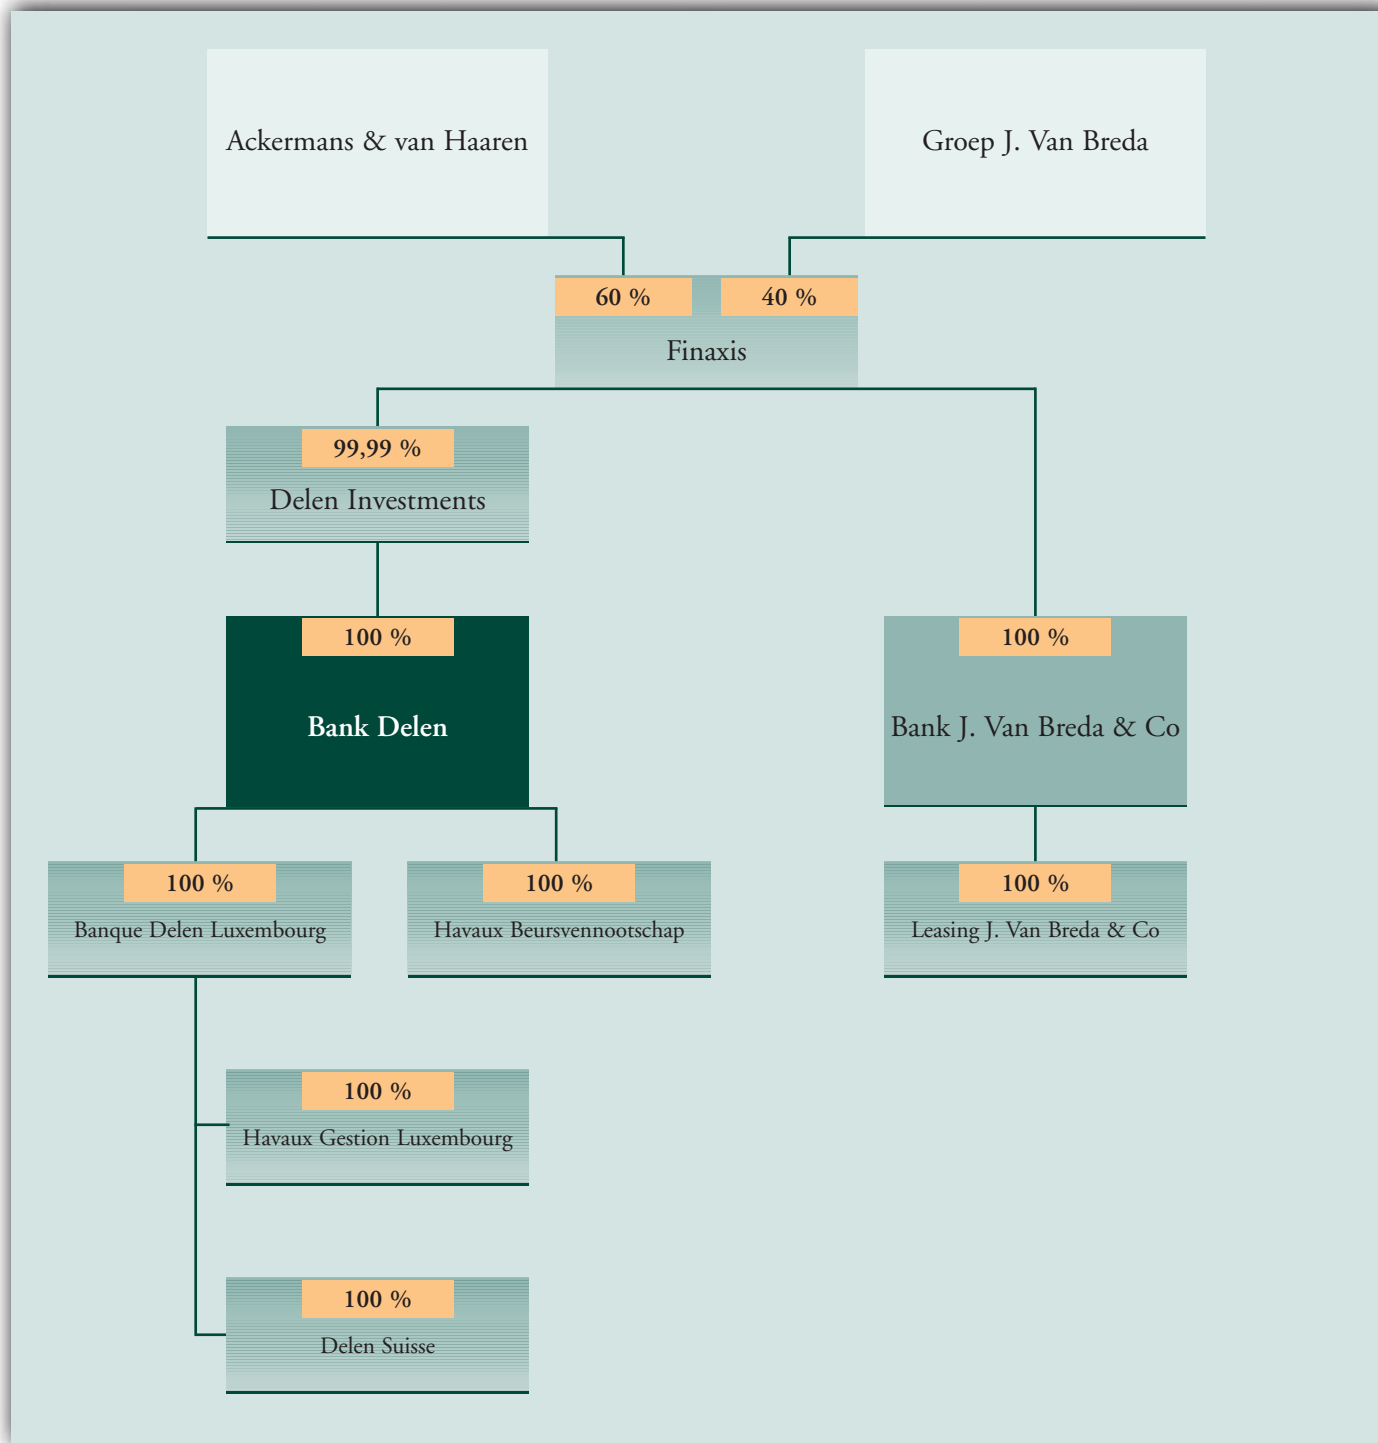 Ackermans & van Haaren
Groep J. Van Breda
60 %
40 %
Finaxis
99,99 %
Delen Investments
100 %
Bank Delen
100 %
Bank J. Van Breda & Co
100 %
Banque Delen Luxembourg
100 %
Havaux Beursvennootschap
100 %
Leasing J. Van Breda & Co
100 %
Havaux Gestion Luxembourg
100 %
Delen Suisse